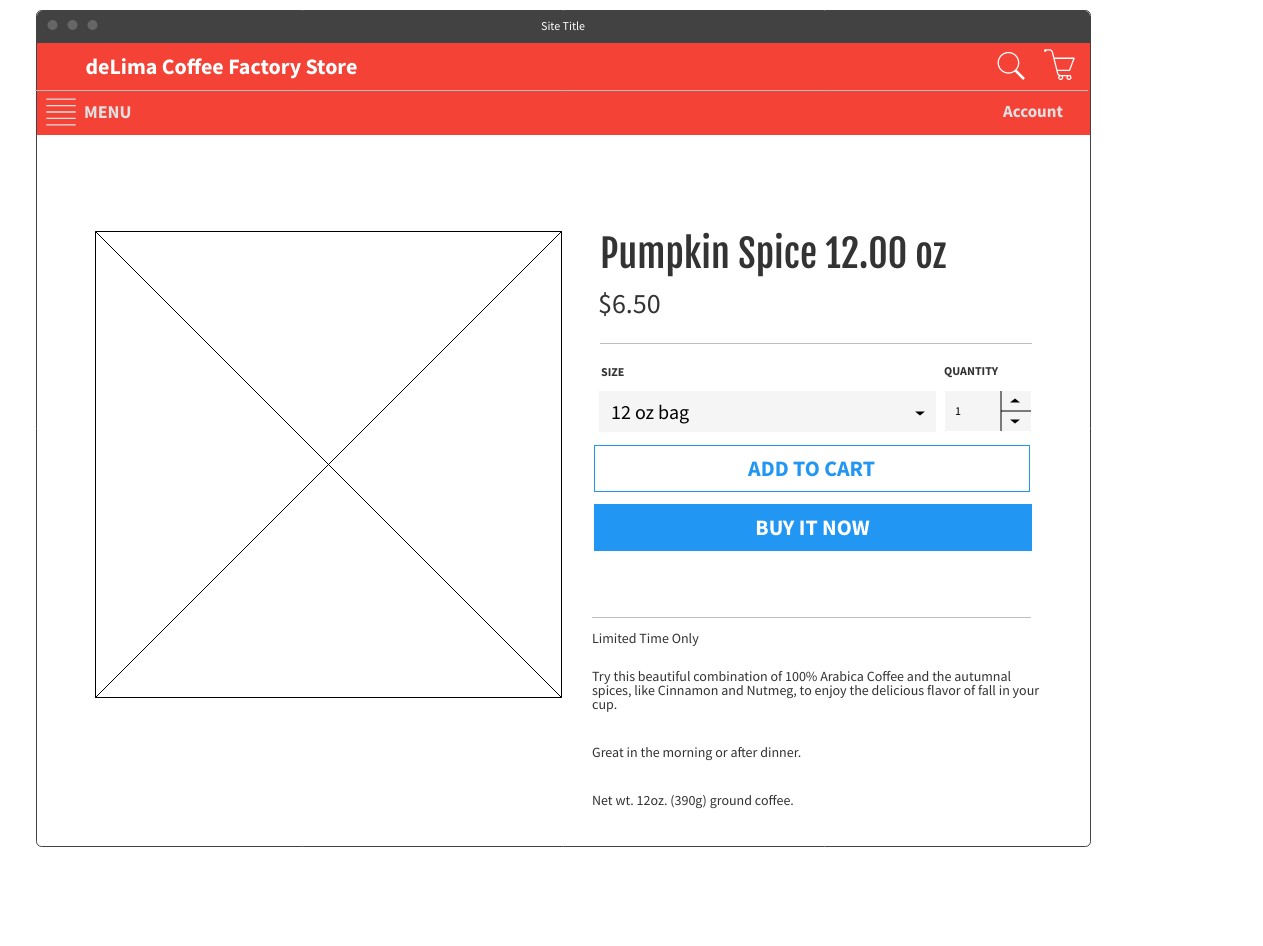 Site Title
deLima Coffee Factory Store
MENU
Account
Pumpkin Spice 12.00 oz
$6.50
SIZE
QUANTITY
12 oz bag
1
ADD TO CART
BUY IT NOW
Limited Time Only
Try this beautiful combination of 100% Arabica Coffee and the autumnal
spices, like Cinnamon and Nutmeg, to enjoy the delicious flavor of fall in your
cup.
Great in the morning or after dinner.
Net wt. 12oz. (390g) ground coffee.